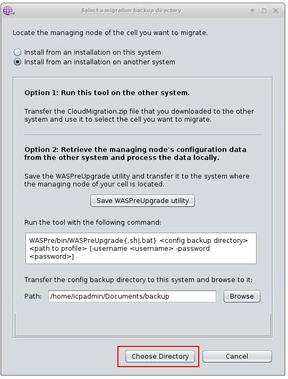 Select a migration backup directory
Locate the managing node of the cell you want to migrate.
Install from an installation on this system
Install from an installation on another system
Option 1: Run this tool on the other system.
Transfer the CloudMigration.zip file that you downloaded to the other
system and use it to select the cell you want to migrate.
Option 2: Retrieve the managing node's configuration data
from the other system and process the data locally.
Save the WASPreUpgrade utility and transfer it to the system where
the managing node of your cell is located.
Save WASPreUpgrade utility
Run the tool with the following command:
WASPre/bin/WASPreUpgrade{.sh|.bat} <config backup directory>
<path to profile> [-username <username> -password
<password>]
Transfer the config backup directory to this system and browse to it:
Path: /home/icpadmin/Documents/backup Browse
Choose Directory Cancel